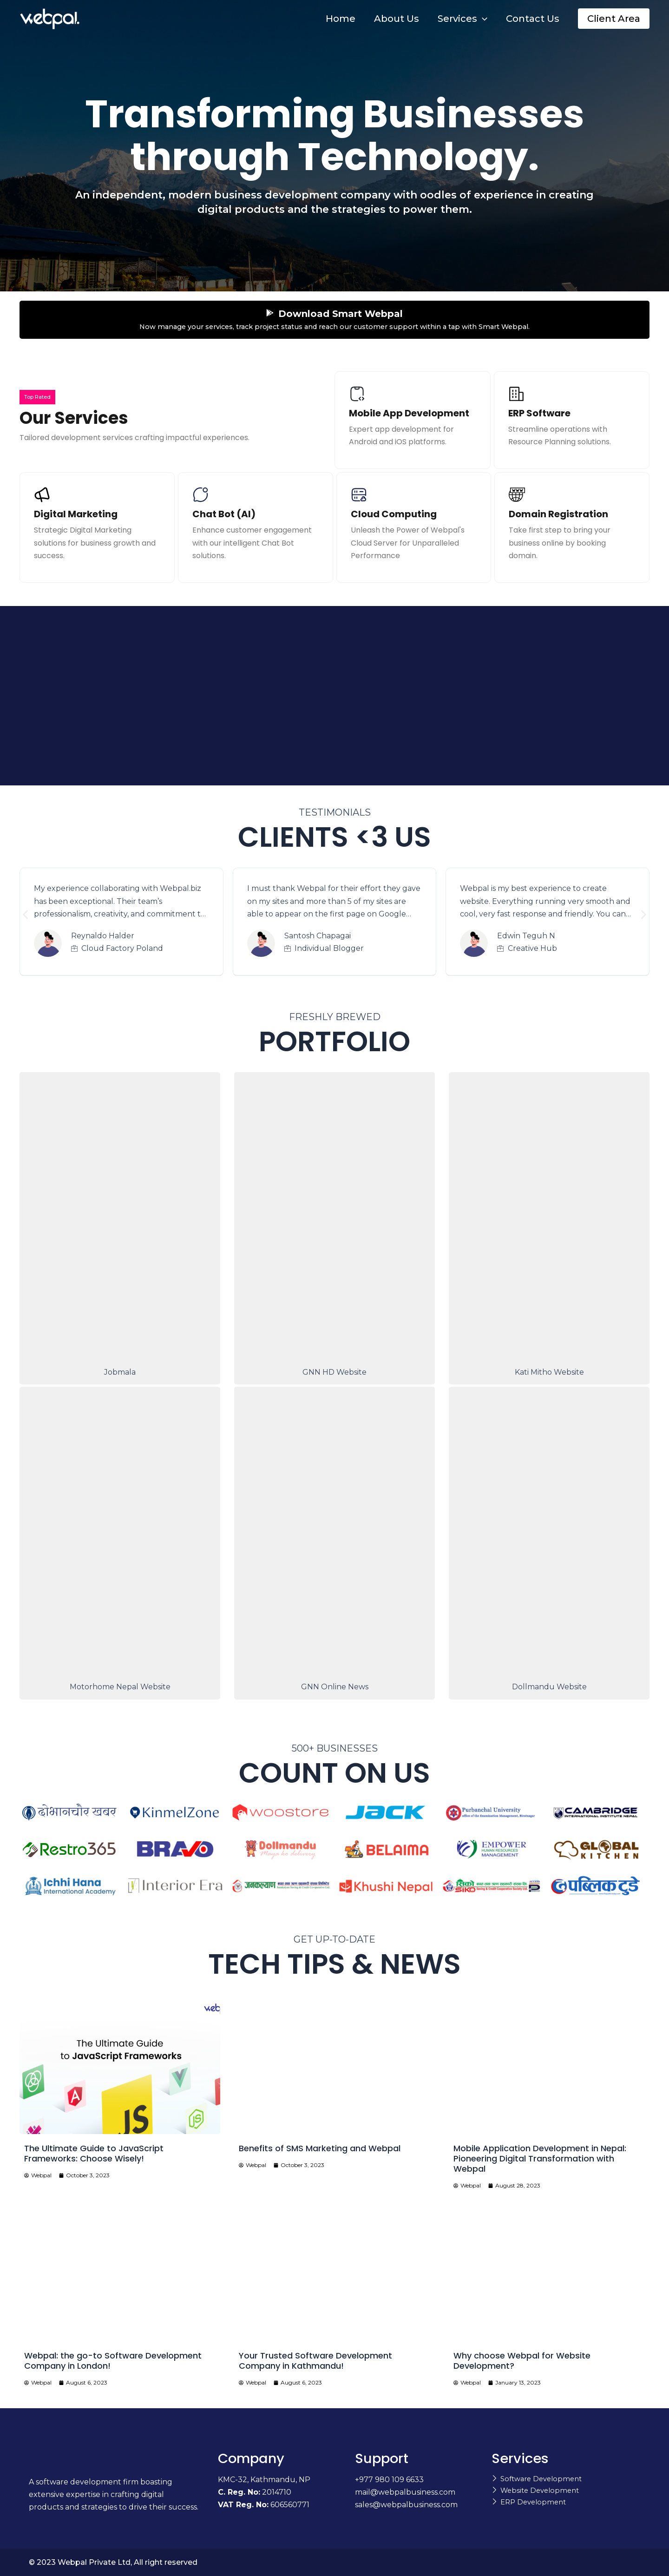 webpal.
Home
About Us
Services
Contact Us
Client Area
Transforming Businesses
through Technology.
An independent, modern business development company with oodles of experience in creating
digital products and the strategies to power them.
Download Smart Webpal
Now manage your services, track project status and reach our customer support within a tap with Smart Webpal.
Top Rated
Our Services
Tailored development services crafting impactful experiences.
Mobile App Development
Expert app development for
Android and iOS platforms.
ERP Software
Streamline operations with
Resource Planning solutions.
Digital Marketing
Strategic Digital Marketing
solutions for business growth and
success.
Chat Bot (AI)
Enhance customer engagement
with our intelligent Chat Bot
solutions.
Cloud Computing
Unleash the Power of Webpal's
Cloud Server for Unparalleled
Performance
Domain Registration
Take first step to bring your
business online by booking
domain.
TESTIMONIALS
CLIENTS <3 US
My experience collaborating with Webpal.biz
has been exceptional. Their team's
professionalism, creativity, and commitment t...
Reynaldo Halder
Cloud Factory Poland
I must thank Webpal for their effort they gave
on my sites and more than 5 of my sites are
able to appear on the first page on Google...
Santosh Chapagai
Individual Blogger
Webpal is my best experience to create
website. Everything running very smooth and
cool, very fast response and friendly. You can...
Edwin Teguh N
Creative Hub
FRESHLY BREWED
PORTFOLIO
Jobmala
GNN HD Website
Kati Mitho Website
Motorhome Nepal Website
GNN Online News
Dollmandu Website
500+ BUSINESSES
COUNT ON US
दोभानचौर खबर
KinmelZone
woostore
JACK
Purbanchal University
CAMBRIDGE
INTERNATIONAL INSTITUTE NEPAL
Restro365
BRAVO
Dollmandu
BELAIMA
EMPOWER
HUMAN RESOURCES
MANAGEMENT
GLOBAL
KITCHEN
Ichhi Hana
International Academy
Interior Era
जनकल्याण
Khushi Nepal
पब्लिक टुडे
GET UP-TO-DATE
TECH TIPS & NEWS
The Ultimate Guide
to JavaScript Frameworks
JS
The Ultimate Guide to JavaScript
Frameworks: Choose Wisely!
Webpal October 3, 2023
Benefits of SMS Marketing and Webpal
Webpal October 3, 2023
Mobile Application Development in Nepal:
Pioneering Digital Transformation with
Webpal
Webpal August 28, 2023
Webpal: the go-to Software Development
Company in London!
Webpal August 6, 2023
Your Trusted Software Development
Company in Kathmandu!
Webpal August 6, 2023
Why choose Webpal for Website
Development?
Webpal January 13, 2023
A software development firm boasting
extensive expertise in crafting digital
products and strategies to drive their success.
Company
KMC-32, Kathmandu, NP
C. Reg. No: 2014710
VAT Reg. No: 606560771
Support
+977 980 109 6633
mail@webpalbusiness.com
sales@webpalbusiness.com
Services
Software Development
Website Development
ERP Development
© 2023 Webpal Private Ltd, All right reserved